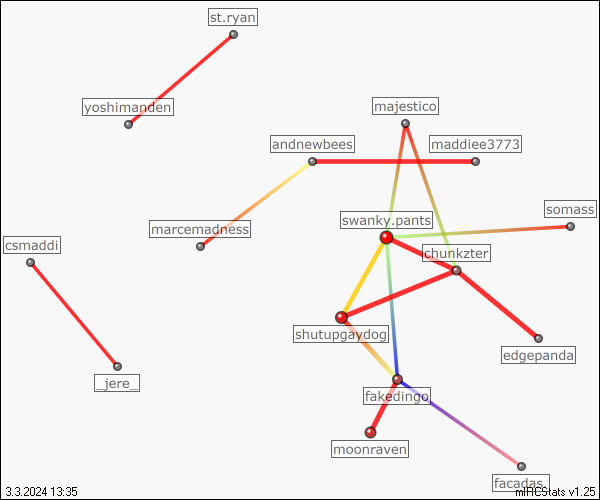 st.ryan
yoshimanden
majestico
andnewbees
maddiee3773
somass
swanky.pants
marcemadness
csmaddi
chunkzter
shutupgaydog
edgepanda
_jere_
fakedingo
moonraven
facadas_
3.3.2024 13:35
mIRCStats v1.25